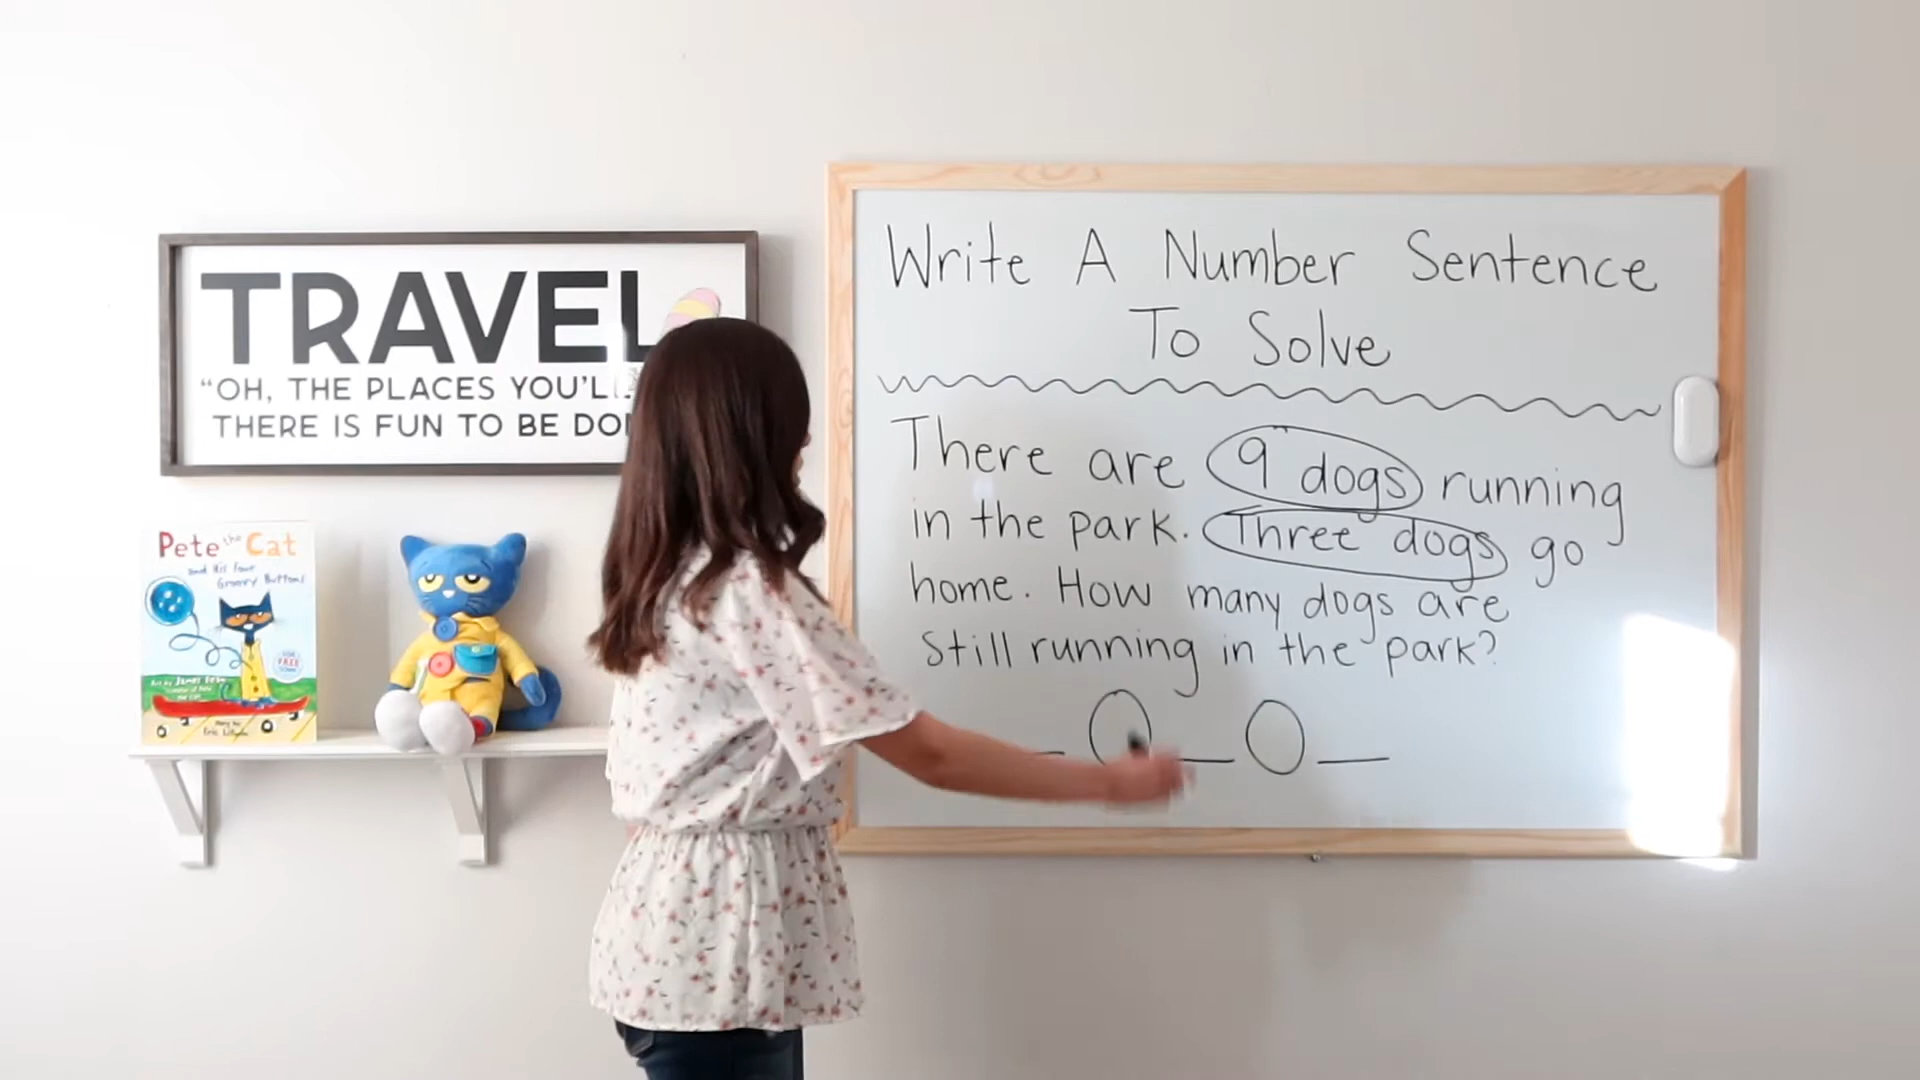 TRAVEL
"OH, THE PLACES YOU'LL
THERE IS FUN TO BE
Pete the Cat
and His Four
Groovy Buttons
Write A Number Sentence
To Solve
There are 9 dogs running
in the park. Three dogs go
home. How many dogs are
still running in the park?